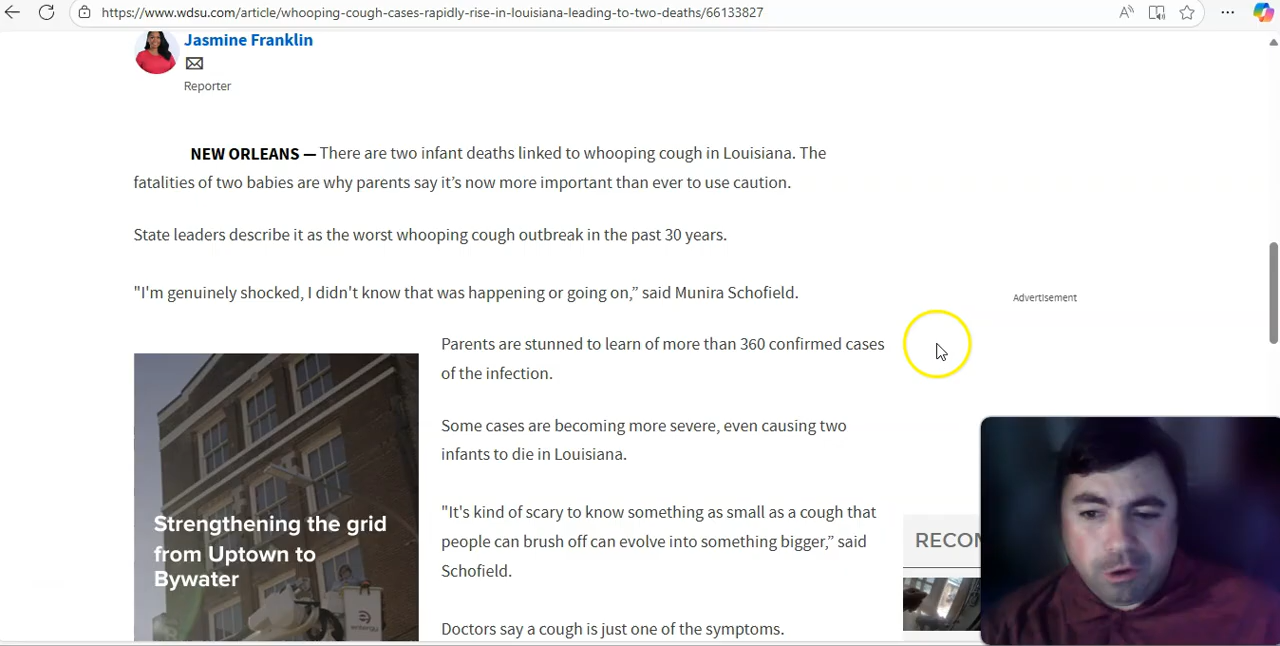 https://www.wdsu.com/article/whooping-cough-cases-rapidly-rise-in-louisiana-leading-to-two-deaths/66133827
Jasmine Franklin
Reporter
NEW ORLEANS — There are two infant deaths linked to whooping cough in Louisiana. The
fatalities of two babies are why parents say it’s now more important than ever to use caution.
State leaders describe it as the worst whooping cough outbreak in the past 30 years.
"I'm genuinely shocked, I didn't know that was happening or going on,” said Munira Schofield.
Advertisement
Parents are stunned to learn of more than 360 confirmed cases
of the infection.
Some cases are becoming more severe, even causing two
infants to die in Louisiana.
Strengthening the grid
from Uptown to
Bywater
"It's kind of scary to know something as small as a cough that
people can brush off can evolve into something bigger,” said
Schofield.
RECOM
Doctors say a cough is just one of the symptoms.